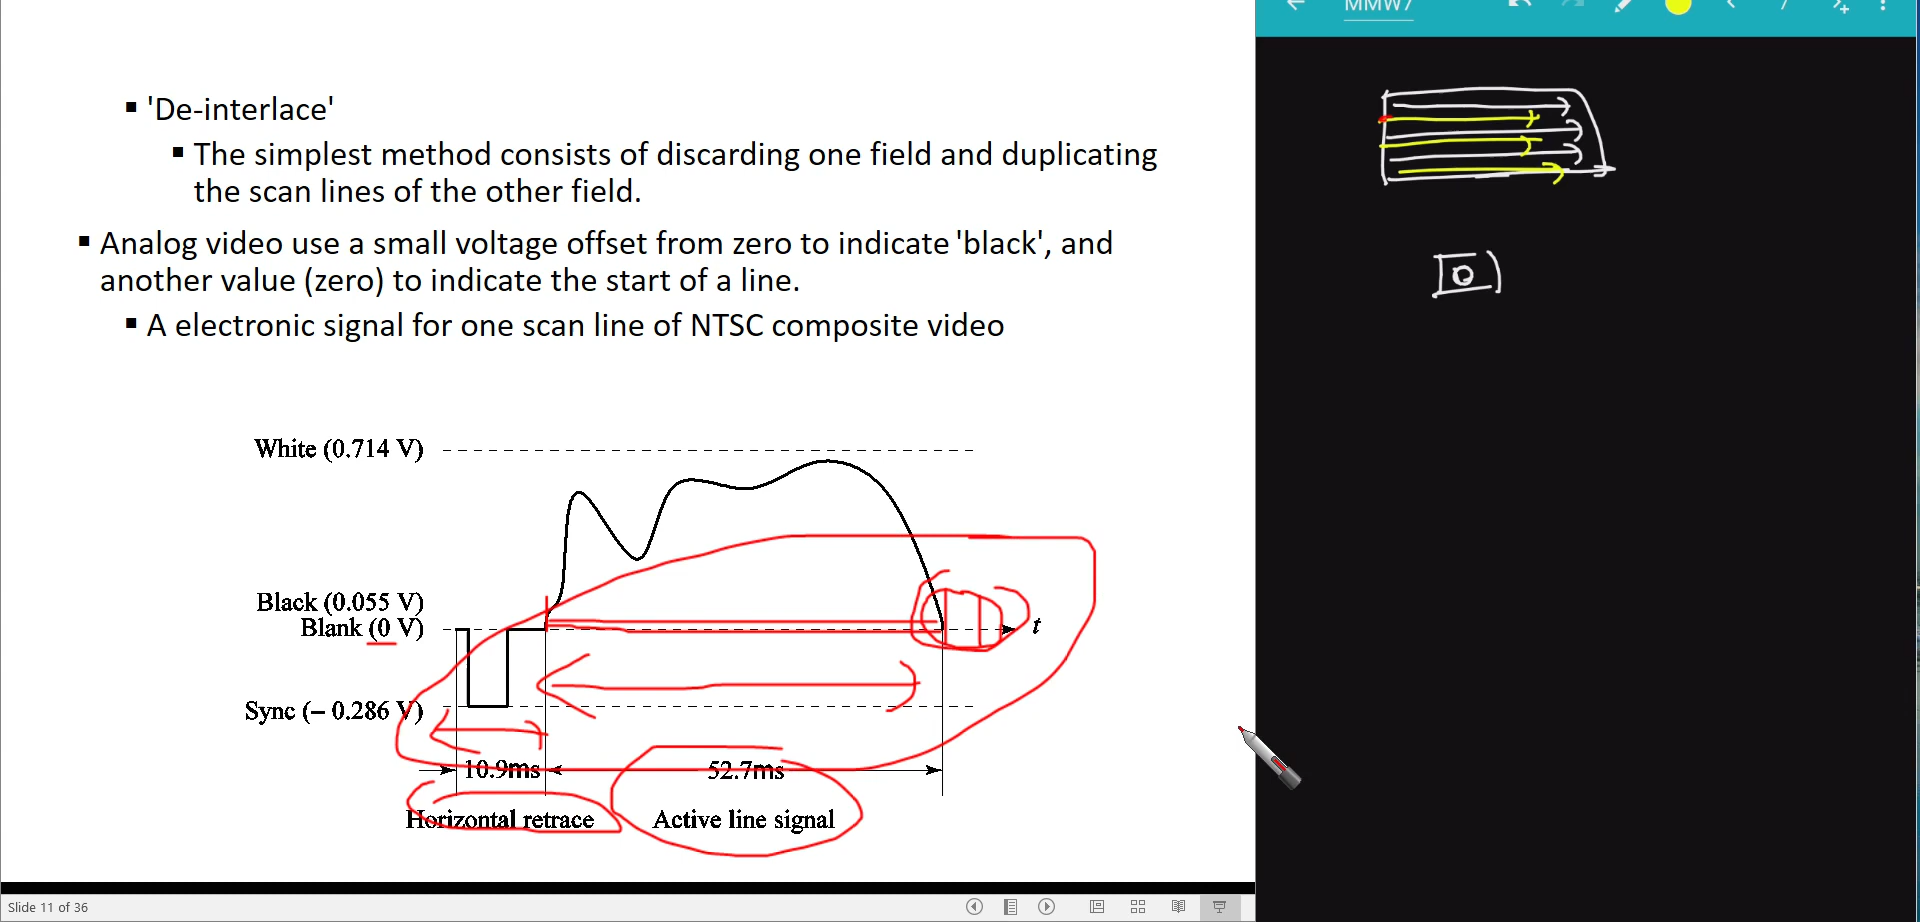 ▪ 'De-interlace'
▪ The simplest method consists of discarding one field and duplicating
the scan lines of the other field.
▪ Analog video use a small voltage offset from zero to indicate 'black', and
another value (zero) to indicate the start of a line.
▪ A electronic signal for one scan line of NTSC composite video
White (0.714 V)
Black (0.055 V)
Blank (0 V)
t
Sync (– 0.286 V)
10.9ms
52.7ms
Horizontal retrace
Active line signal
Slide 11 of 36
MMW7